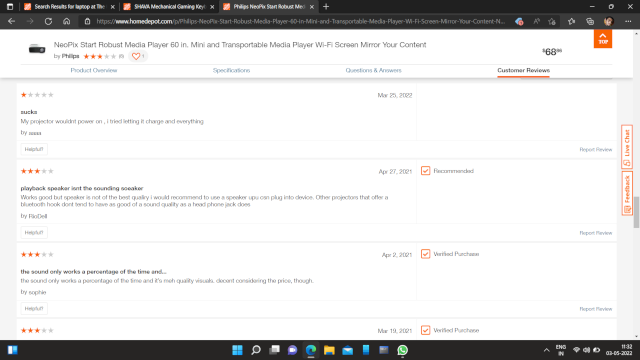 Search Results for laptop at The
SHAVA Mechanical Gaming Key
Philips NeoPix Start Robust Med
https://www.homedepot.com/p/Philips-NeoPix-Start-Robust-Media-Player-60-in-Mini-and-Transportable-Media-Player-Wi-Fi-Screen-Mirror-Your-Content-N...
NeoPix Start Robust Media Player 60 in. Mini and Transportable Media Player Wi-Fi Screen Mirror Your Content
by Philips
$68
TOP
Product Overview
Specifications
Questions & Answers
Customer Reviews
Mar 25, 2022
sucks
My projector wouldnt power on , i tried letting it charge and everything
by aaaa
Helpful?
Report Review
Apr 27, 2021
Recommended
playback speaker isnt the sounding soeaker
Works good but speaker is not of the best qualiry i would recommend to use a speaker upu can plug into device. Other projectors that offer a
bluetooth hook.dont tend to have as good of a sound quality as a head phone jack does
by RioDell
Helpful?
Report Review
Apr 2, 2021
Verified Purchase
the sound only works a percentage of the time and...
the sound only works a percentage of the time and it's meh quality visuals. decant considering the price, though.
by sophie
Helpful?
Report Review
Mar 19, 2021
Verified Purchase
Live Chat
Feedback
ENG
IN
11:32
03-05-2022